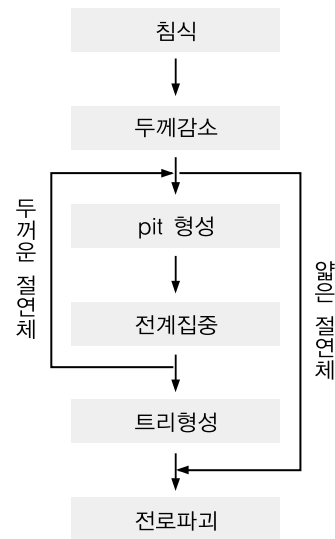 침식
두께감소
두꺼운 절연체
pit 형성
얇은 절연체
전계집중
트리형성
전로파괴